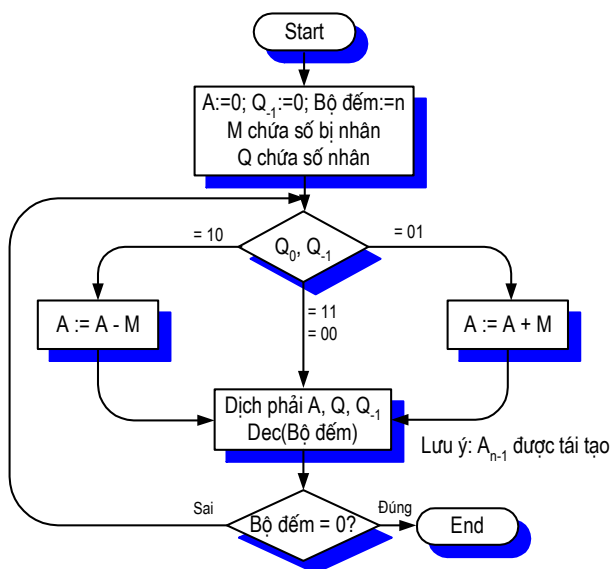 Start
A:=0; Q₋₁:=0; Bộ đếm:=n
M chứa số bị nhân
Q chứa số nhân
= 10
Q₀, Q₋₁
= 01
A := A - M
= 11
= 00
A := A + M
Dịch phải A, Q, Q₋₁
Dec(Bộ đếm)
Lưu ý: Aₙ₋₁ được tái tạo
Sai
Bộ đếm = 0?
Đúng
End